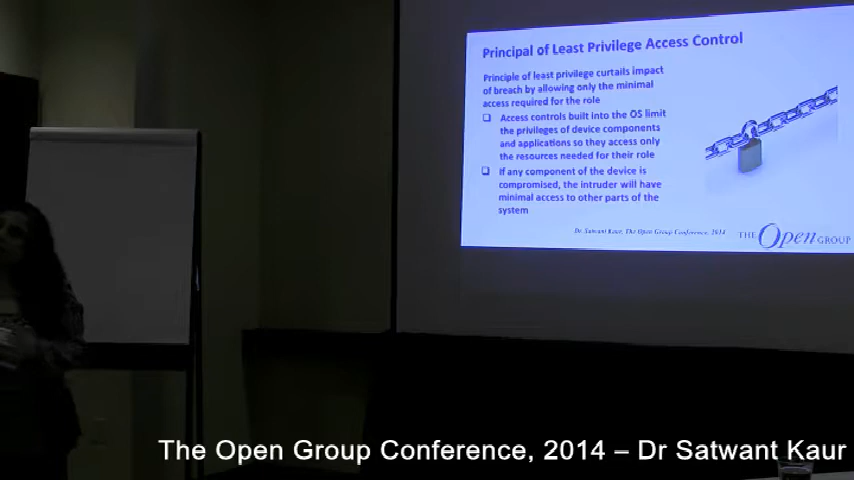 Principal of Least Privilege Access Control
Principle of least privilege curtails impact
of breach by allowing only the minimal
access required for the role
Access controls built into the OS limit
the privileges of device components
and applications so they access only
the resources needed for their role
If any component of the device is
compromised, the intruder will have
minimal access to other parts of the
system
Dr. Satwant Kaur, The Open Group Conference, 2014
THE Open GROUP
The Open Group Conference, 2014 – Dr Satwant Kaur